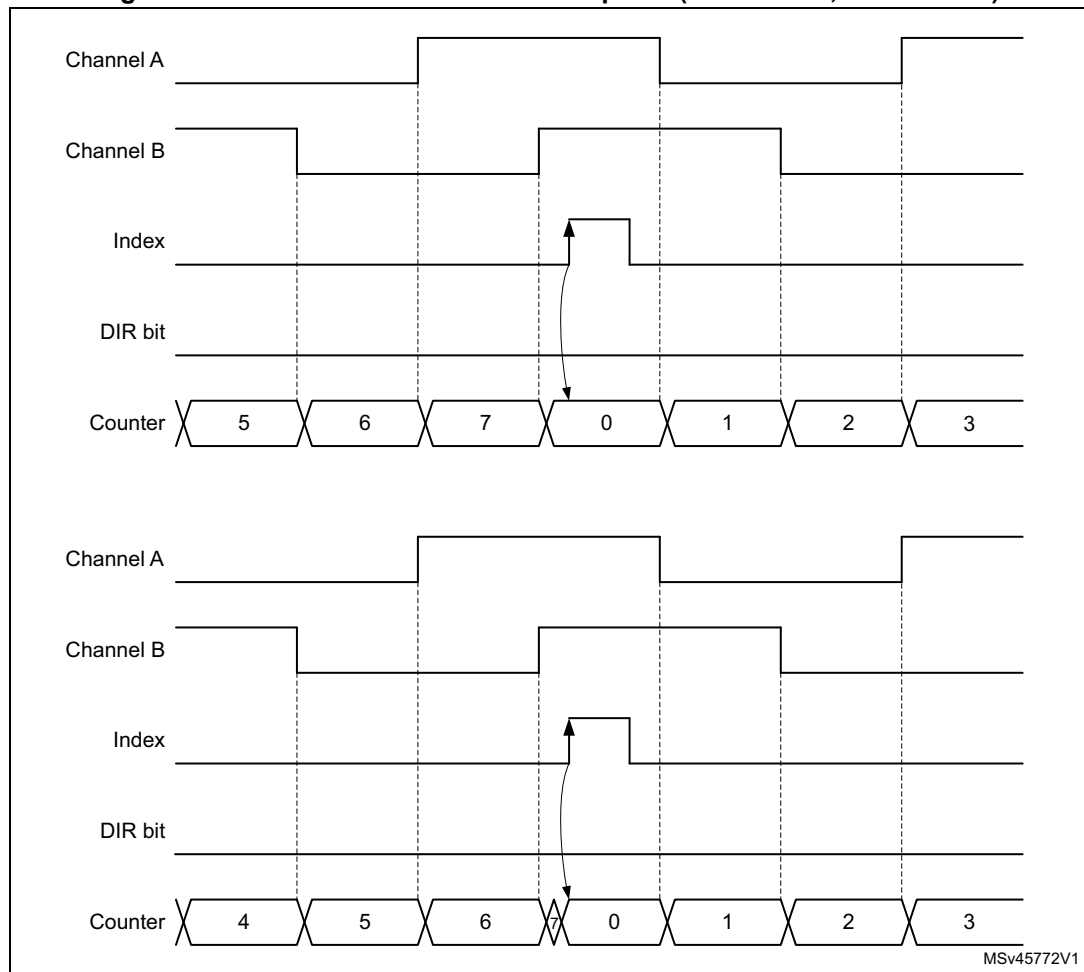 Channel A
Channel B
Index
DIR bit
Counter 5 6 7 0 1 2 3
Channel A
Channel B
Index
DIR bit
Counter 4 5 6 7 0 1 2 3
MSv45772V1